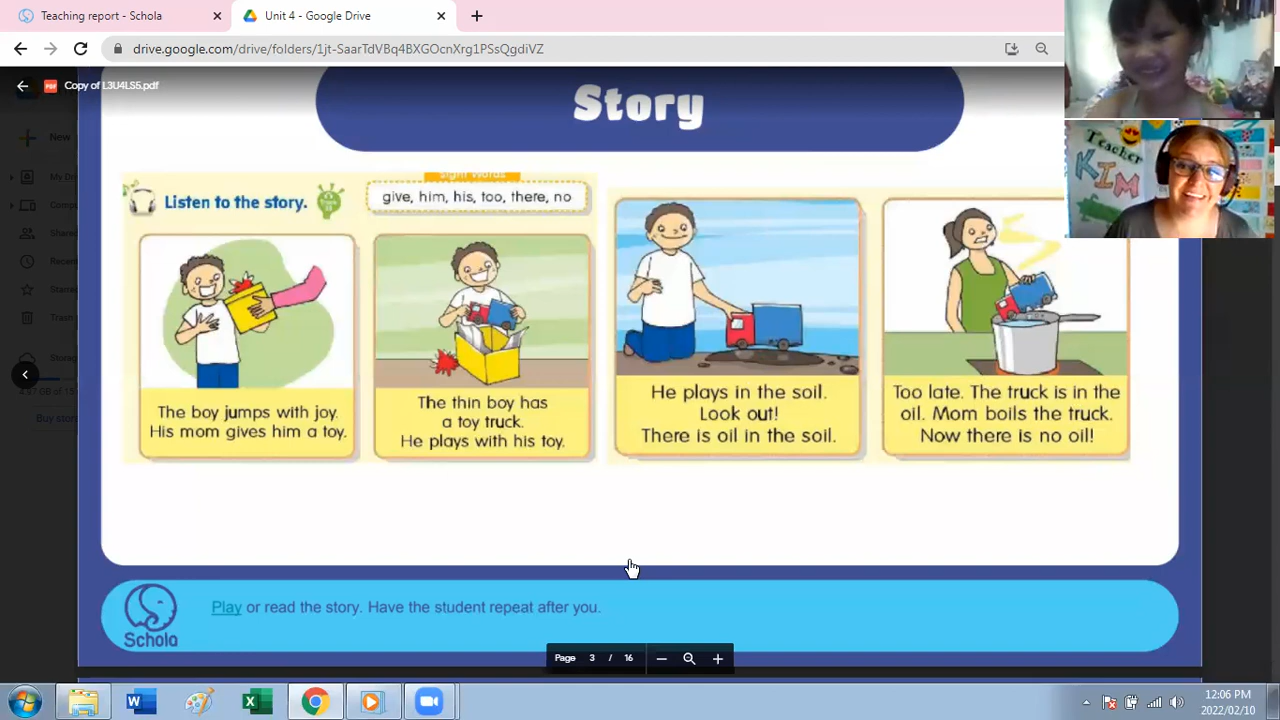 Teaching report - Schola
Unit 4 - Google Drive
drive.google.com/drive/folders/1jt-SaarTdVBq4BXGOcnXrg1PSsQgdiVZ
Copy of L3U4LS5.pdf
New
Story
Sight Words
Listen to the story.
give, him, his, too, there, no
The boy jumps with joy.
His mom gives him a toy.
The thin boy has
a toy truck.
He plays with his toy.
He plays in the soil.
Look out!
There is oil in the soil.
Too late. The truck is in the
oil. Mom boils the truck.
Now there is no oil!
Teacher
KIM
Play or read the story. Have the student repeat after you.
Schola
Page 3 / 16
12:06 PM
2022/02/10